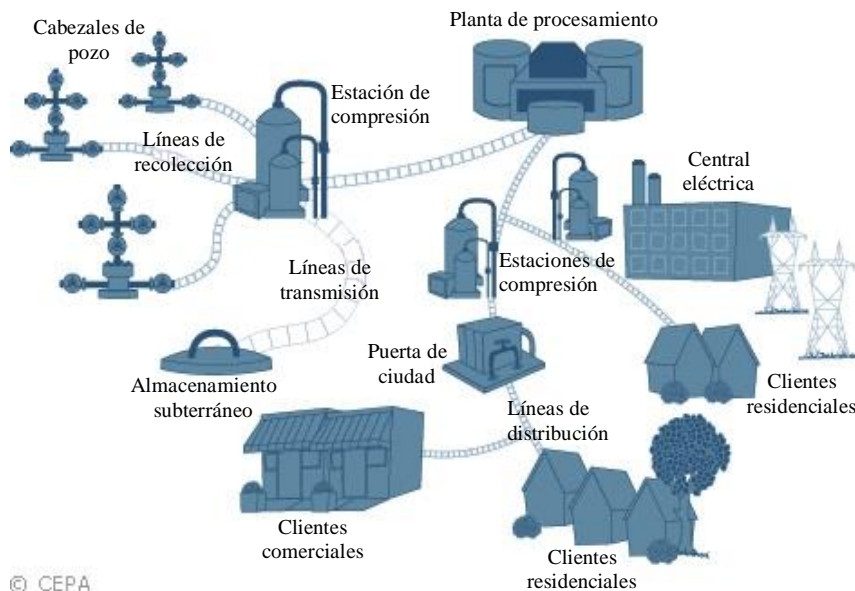 Cabezales de
pozo
Planta de procesamiento
Estación de
compresión
Líneas de
recolección
Central
eléctrica
Líneas de
transmisión
Estaciones de
compresión
Puerta de
ciudad
Almacenamiento
subterráneo
Clientes
residenciales
Líneas de
distribución
Clientes
comerciales
Clientes
residenciales
© CEPA